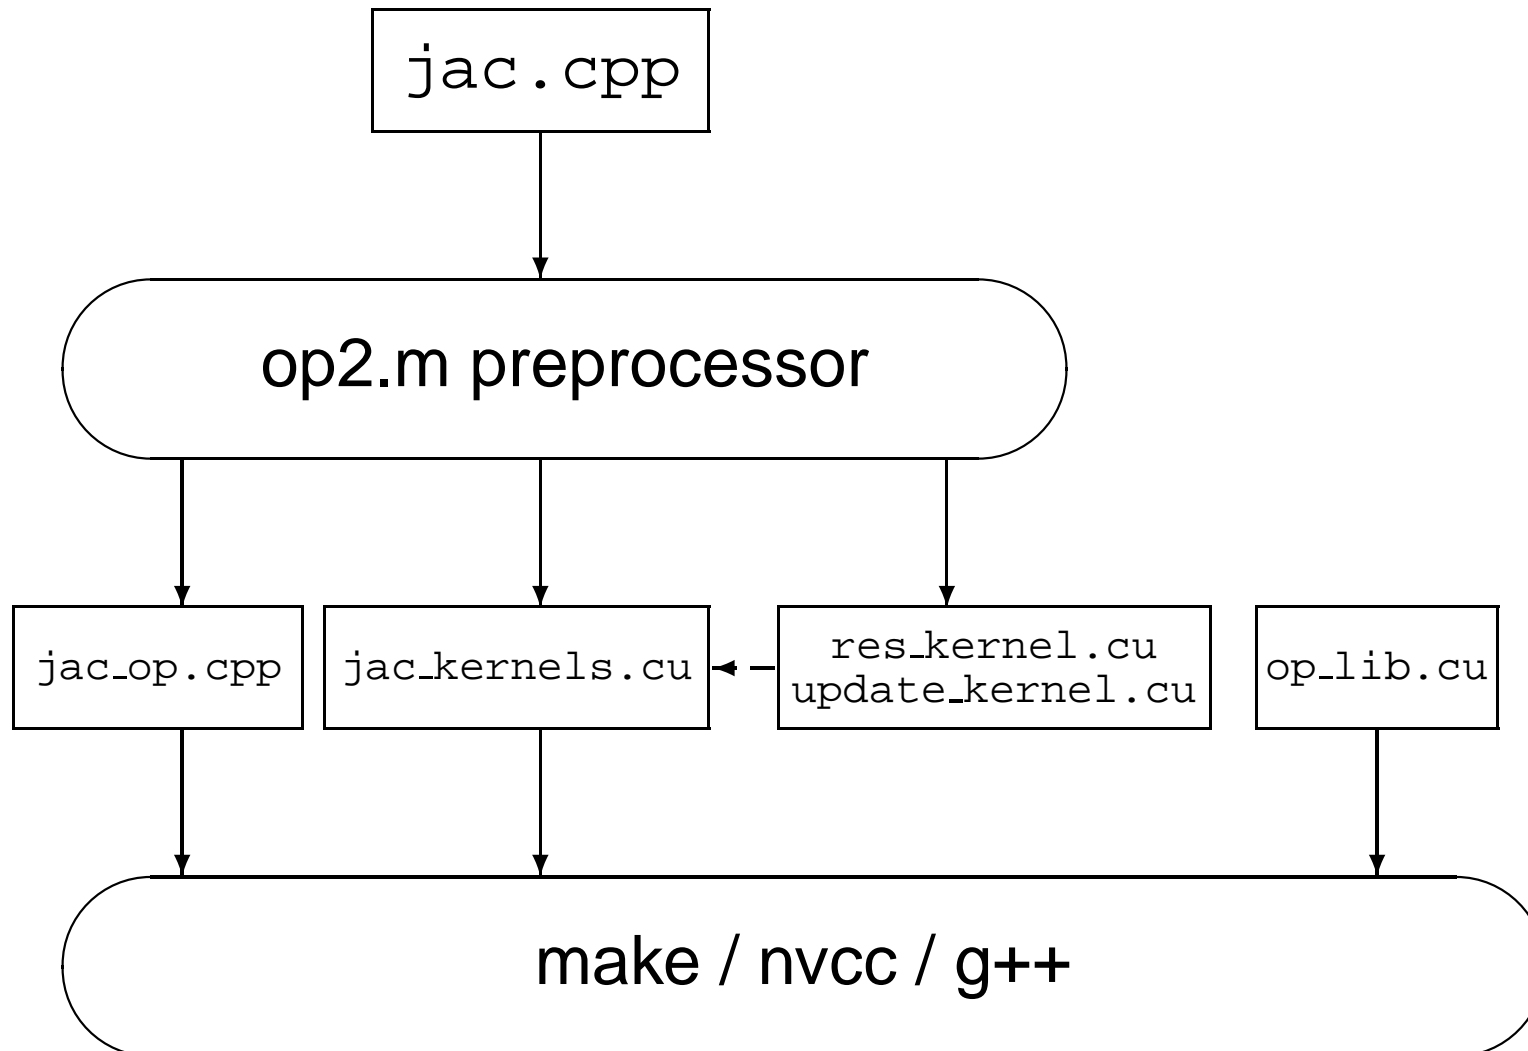 jac.cpp
op2.m preprocessor
jac_op.cpp
jac_kernels.cu
res_kernel.cu
update_kernel.cu
op_lib.cu
make / nvcc / g++